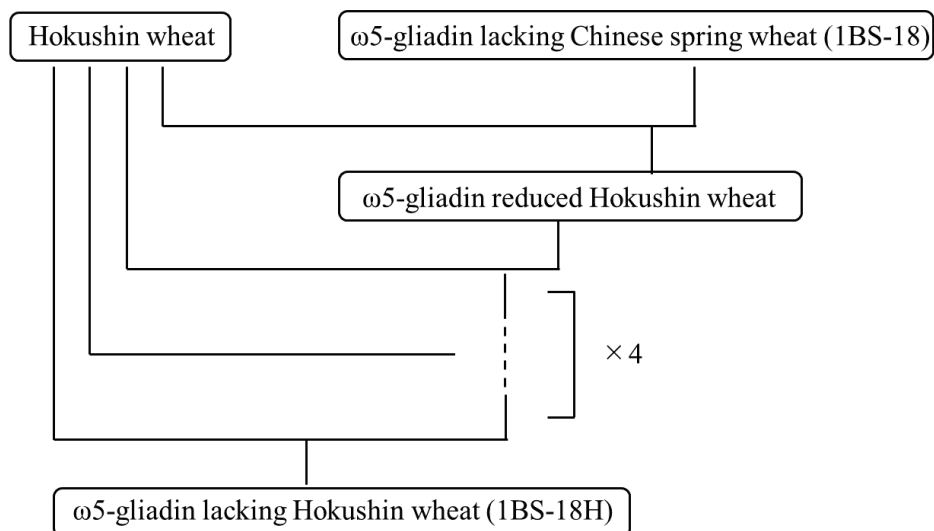 Hokushin wheat
ω5-gliadin lacking Chinese spring wheat (1BS-18)
ω5-gliadin reduced Hokushin wheat
× 4
ω5-gliadin lacking Hokushin wheat (1BS-18H)